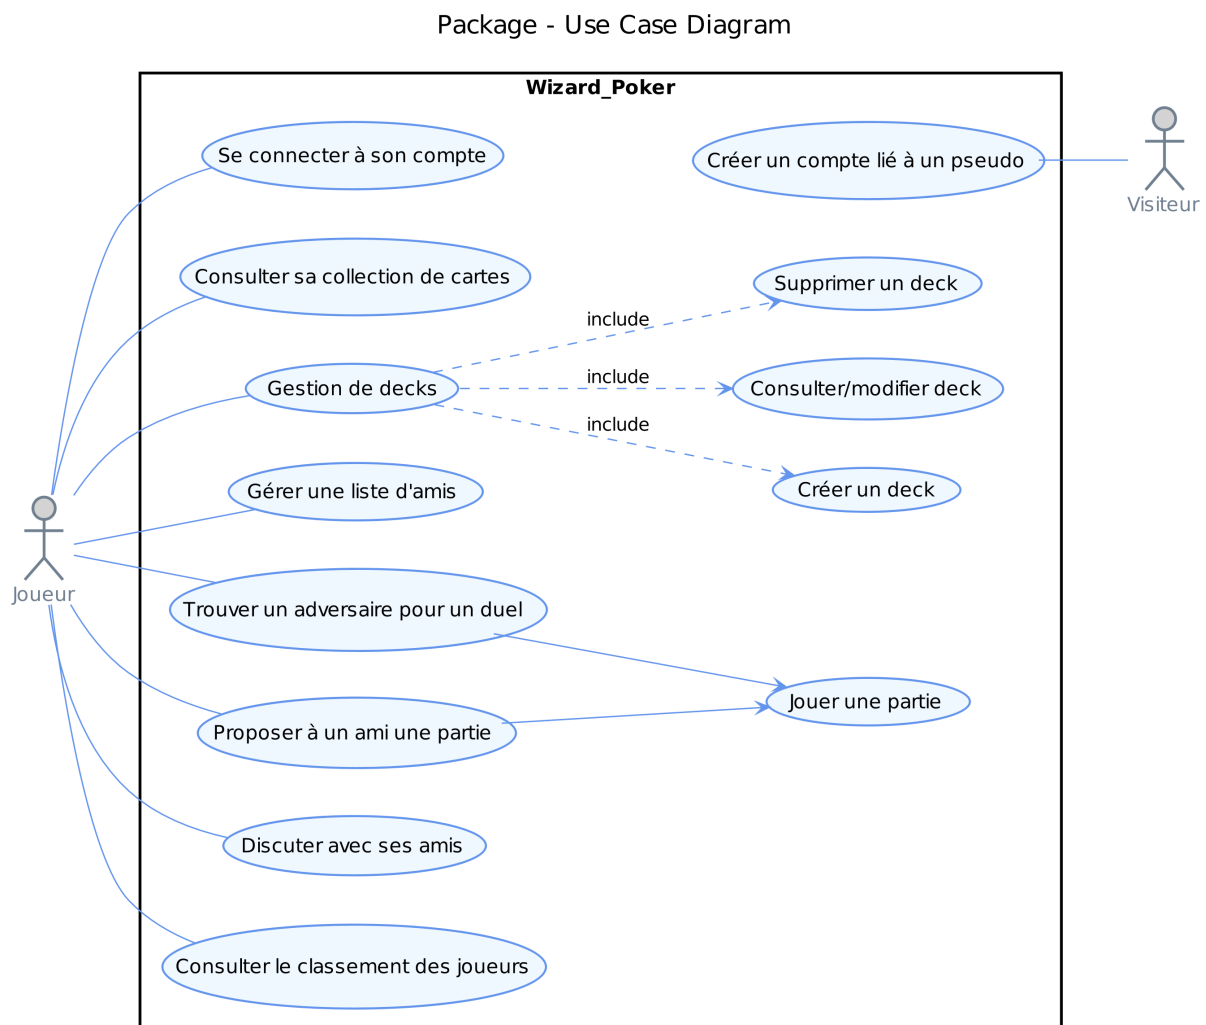 Package - Use Case Diagram
Wizard_Poker
Se connecter à son compte
Créer un compte lié à un pseudo
Visiteur
Consulter sa collection de cartes
Supprimer un deck
include
Gestion de decks
include
Consulter/modifier deck
include
Gérer une liste d'amis
Créer un deck
Joueur
Trouver un adversaire pour un duel
Jouer une partie
Proposer à un ami une partie
Discuter avec ses amis
Consulter le classement des joueurs